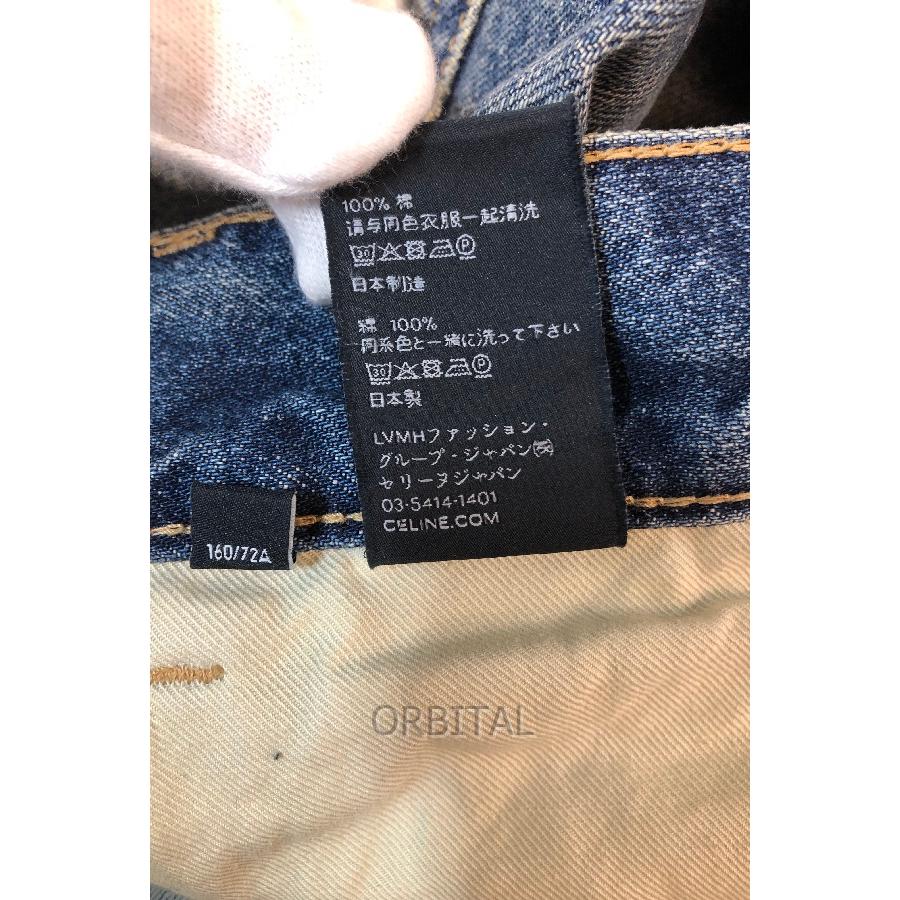 100% 棉
请与同色衣服一起清洗
30 P
日本制造
綿 100%
同系色と一緒に洗って下さい
30 P
日本製
LVMHファッション・
グループ・ジャパン㈱
セリーヌジャパン
03-5414-1401
CELINE.COM
160/72A
ORBITAL